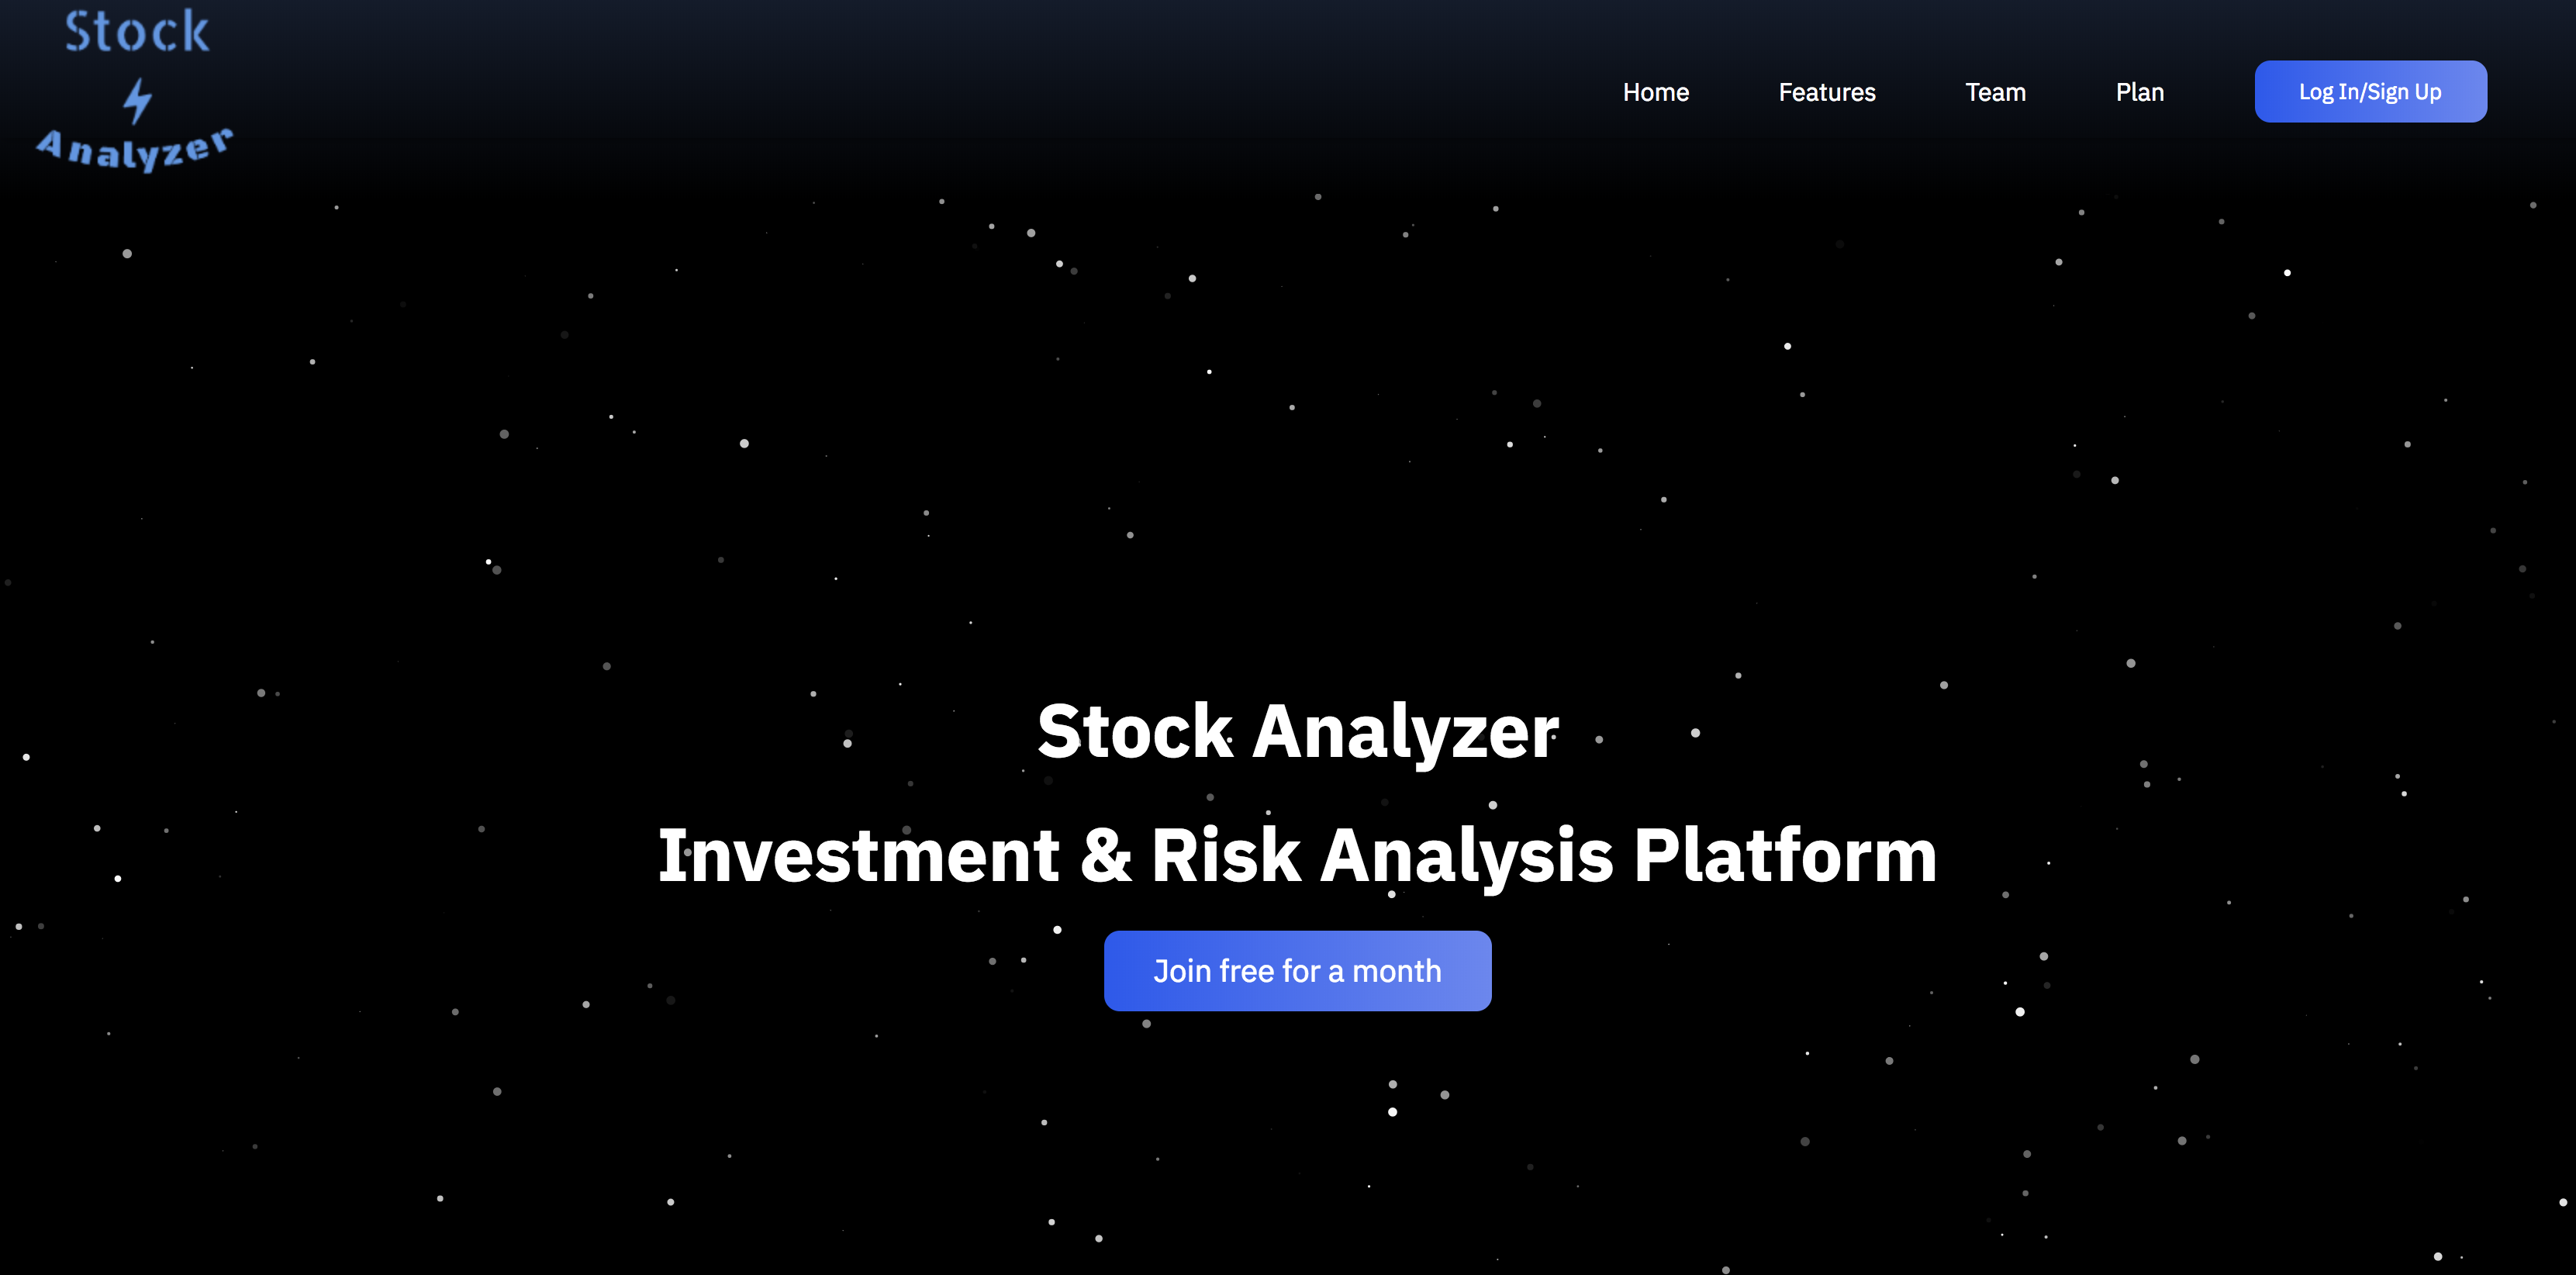 Stock
Analyzer
Home Features Team Plan Log In/Sign Up
Stock Analyzer
Investment & Risk Analysis Platform
Join free for a month